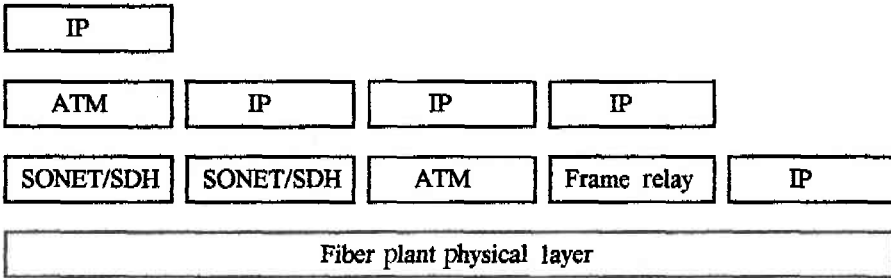 IP
ATM IP IP IP
SONET/SDH SONET/SDH ATM Frame relay IP
Fiber plant physical layer